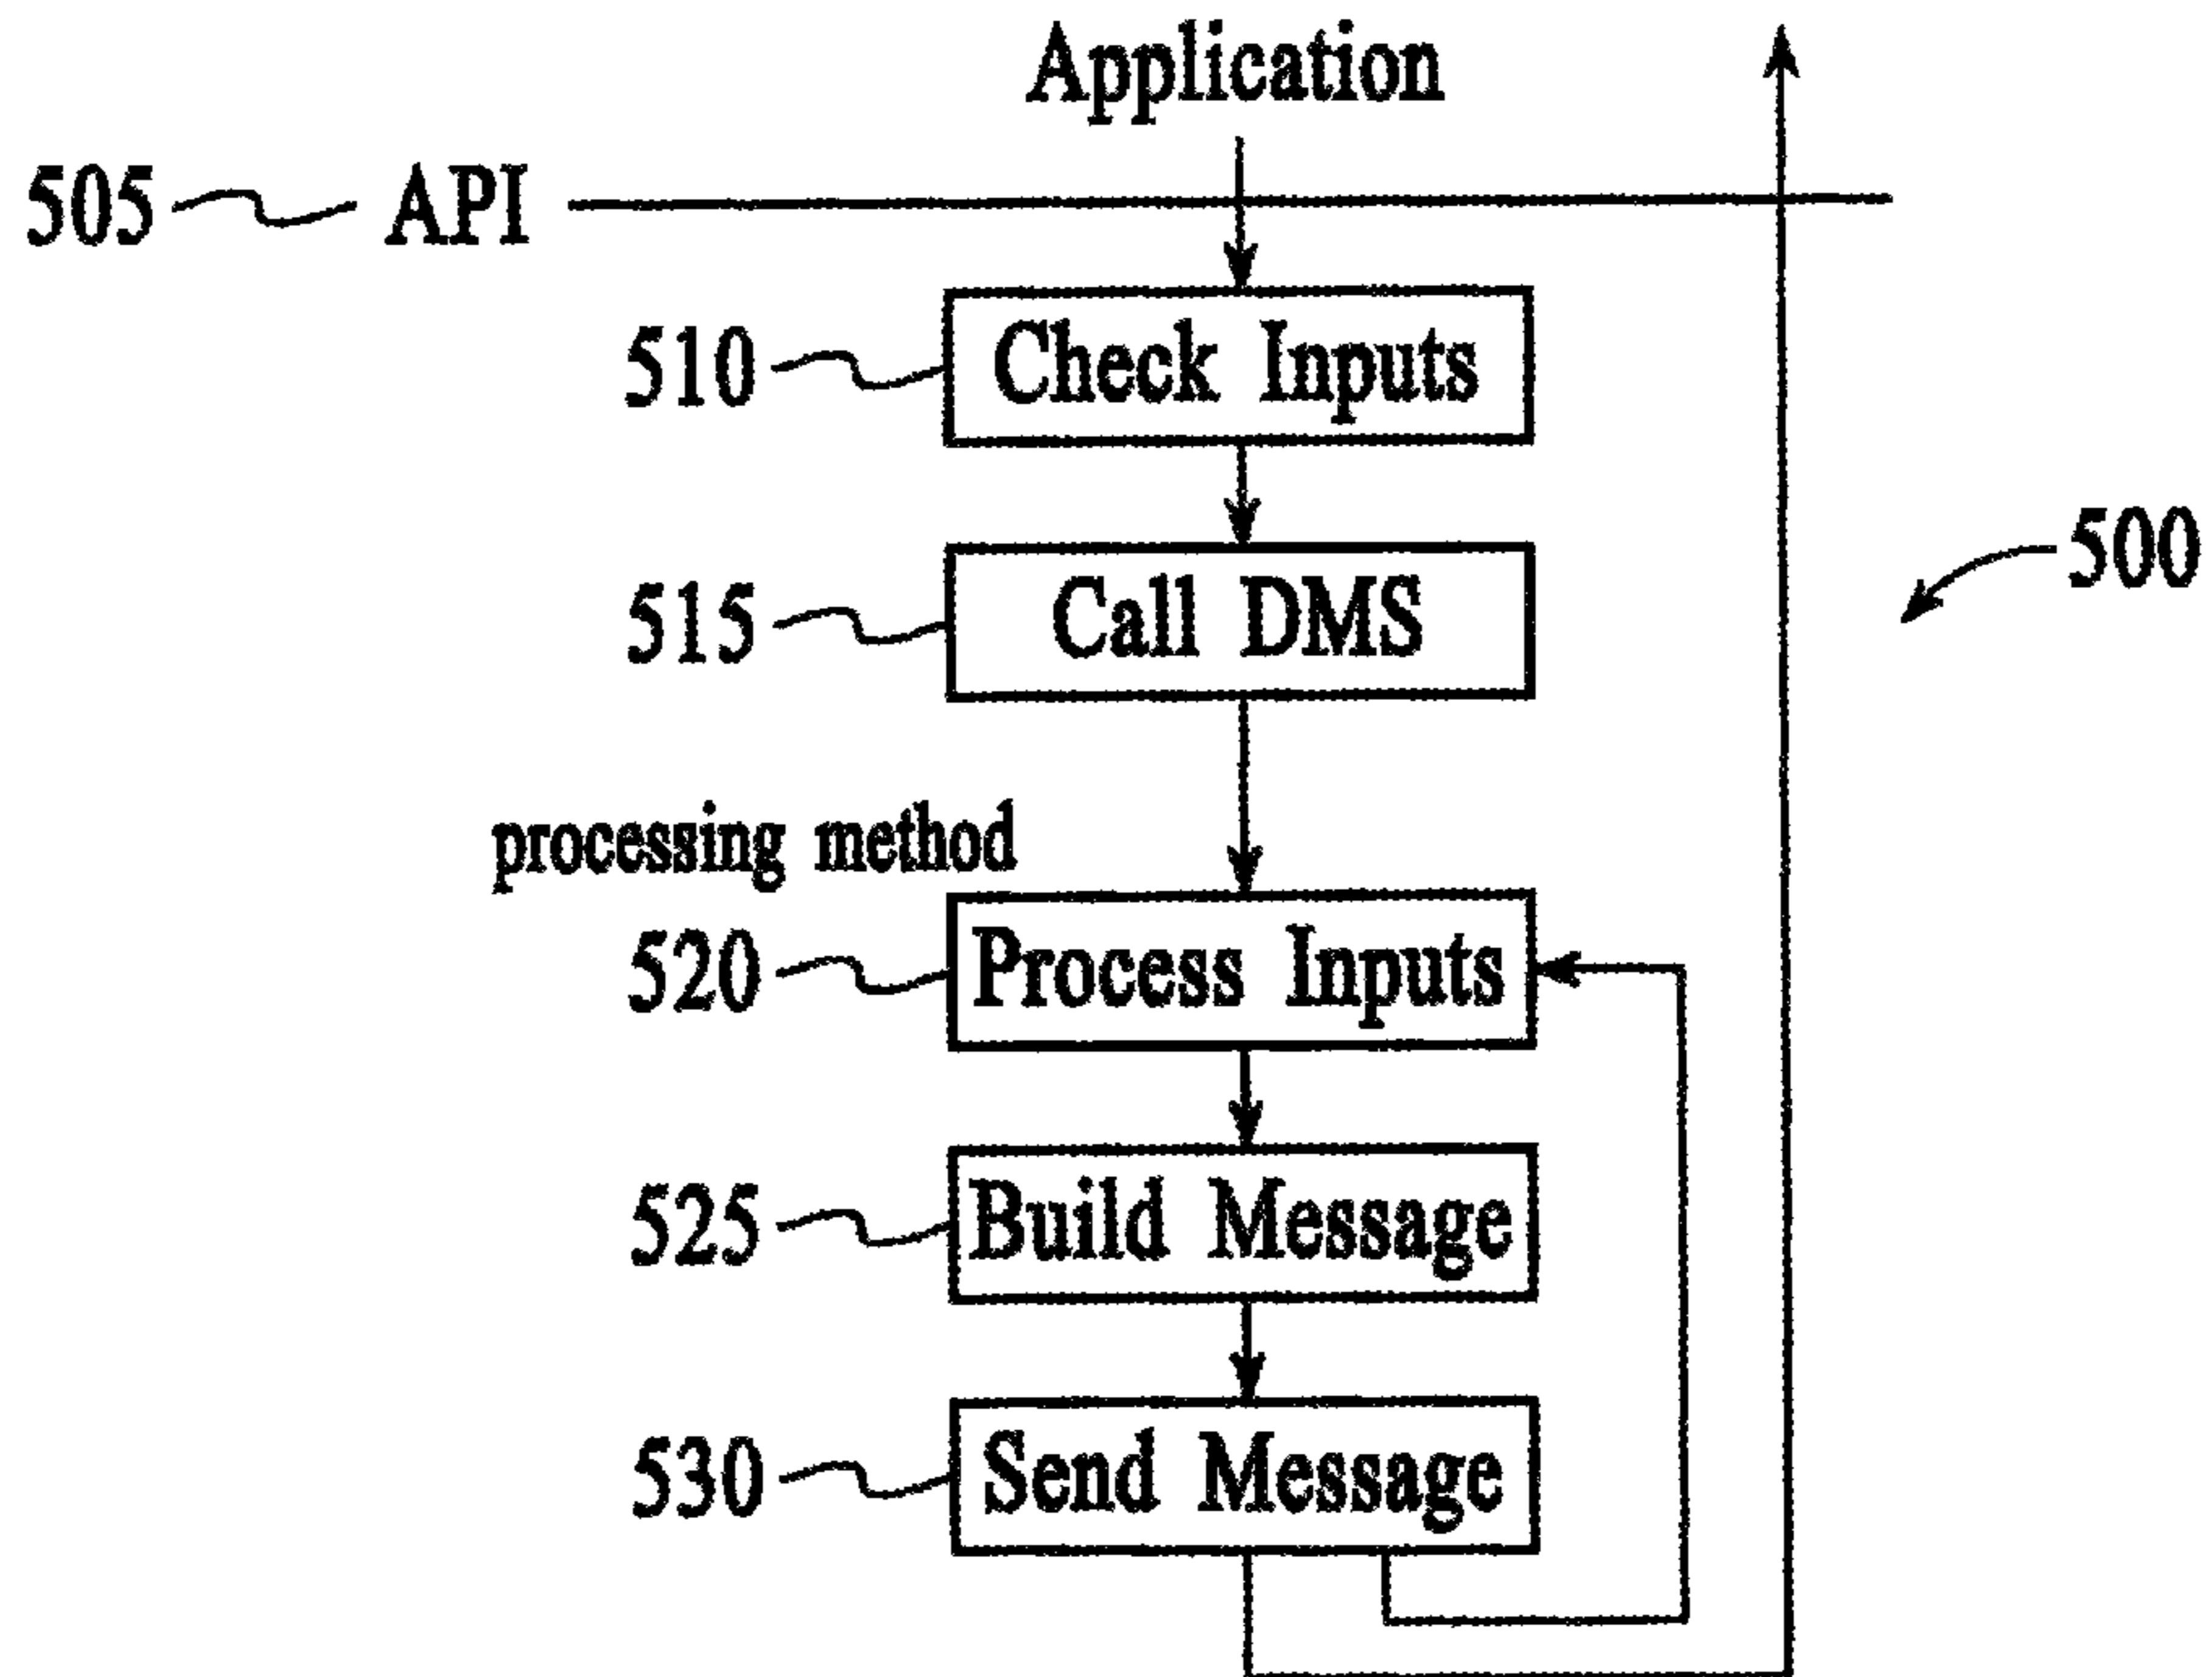 Application
505 API
510 Check Inputs
500
515 Call DMS
processing method
520 Process Inputs
525 Build Message
530 Send Message